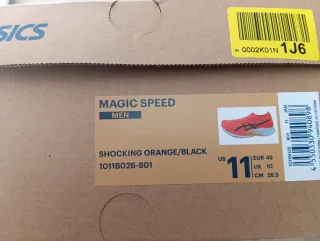 SICS
0002K01N 1J6
MAGIC SPEED
MEN
SHOCKING ORANGE/BLACK
1011B026-801
US 11
EUR 45
UK 10
CM 28.5